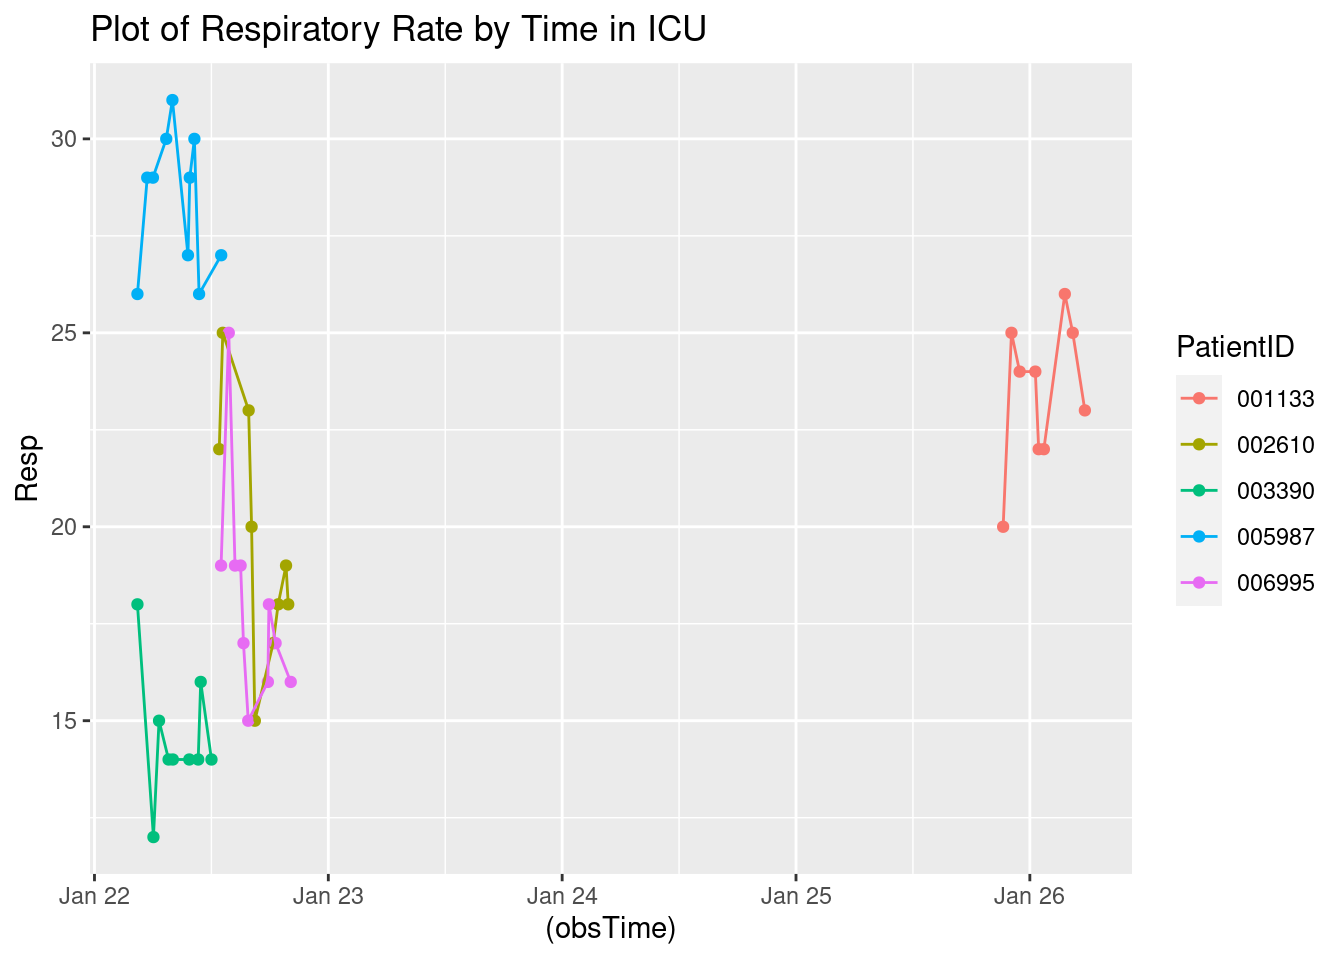 Plot of Respiratory Rate by Time in ICU
30
25
20
15
Resp
Jan 22 Jan 23 Jan 24 Jan 25 Jan 26
(obsTime)
PatientID
001133
002610
003390
005987
006995